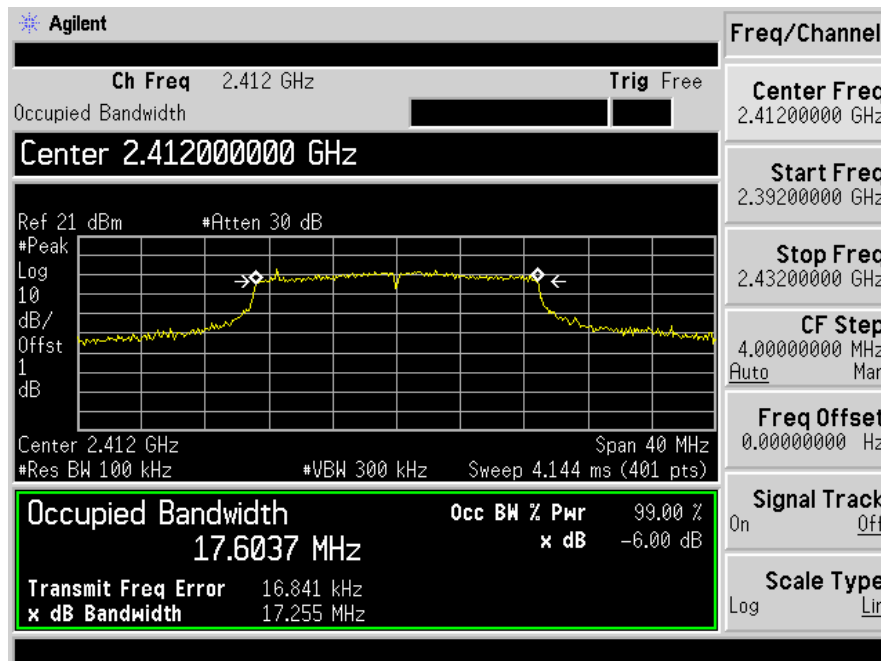 Agilent
Freq/Channel
Ch Freq 2.412 GHz Trig Free
Occupied Bandwidth
Center 2.412000000 GHz
Ref 21 dBm #Atten 30 dB
#Peak
Log
10
dB/
Offst
1
dB
Center 2.412 GHz Span 40 MHz
#Res BW 100 kHz #VBW 300 kHz Sweep 4.144 ms (401 pts)
Occupied Bandwidth
17.6037 MHz
Occ BW % Pwr 99.00 %
x dB -6.00 dB
Transmit Freq Error 16.841 kHz
x dB Bandwidth 17.255 MHz
Center Freq
2.41200000 GHz
Start Freq
2.39200000 GHz
Stop Freq
2.43200000 GHz
CF Step
4.00000000 MHz
Auto Man
Freq Offset
0.00000000 Hz
Signal Track
On Off
Scale Type
Log Lin